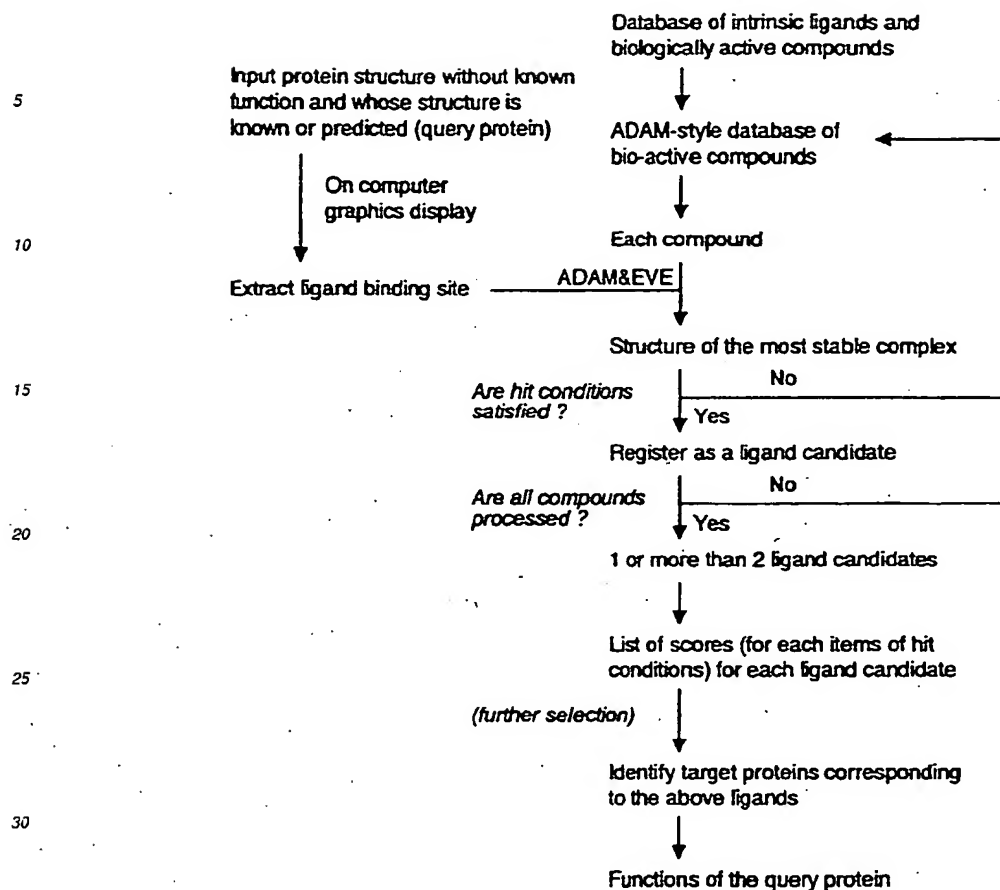 Database of intrinsic ligands and
biologically active compounds
Input protein structure without known
5
function and whose structure is
known or predicted (query protein)
ADAM-style database of
bio-active compounds
On computer
graphics display
10
Each compound
ADAM&EVE
Extract ligand binding site
Structure of the most stable complex
No
15
Are hit conditions
satisfied ?
Yes
Register as a ligand candidate
No
Are all compounds
processed ?
Yes
20
1 or more than 2 ligand candidates
List of scores (for each items of hit
conditions) for each ligand candidate
25
(further selection)
Identify target proteins corresponding
to the above ligands
30
Functions of the query protein